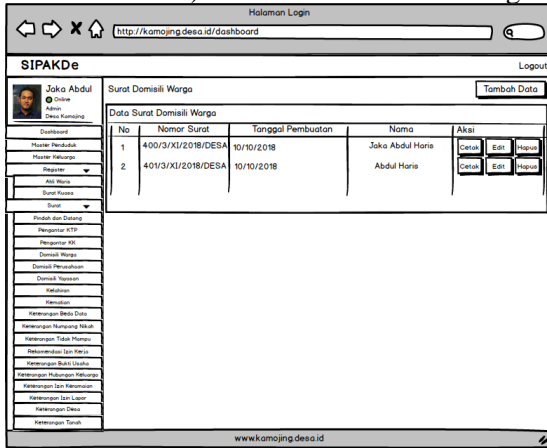 Halaman Login
http://kamojing.desa.id/dashboard
SIPAKDe
Logout
Jaka Abdul
Online
Admin
Desa Kamojing
Surat Domisili Warga
Tambah Data
Data Surat Domisili Warga
No Nomor Surat Tanggal Pembuatan Nama Aksi
1 400/3/XI/2018/DESA 10/10/2018 Jaka Abdul Haris Cetak Edit Hapus
2 401/3/XI/2018/DESA 10/10/2018 Abdul Haris Cetak Edit Hapus
Dashboard
Master Penduduk
Master Keluarga
Register
Ahli Waris
Surat Kuasa
Surat
Pindah dan Datang
Pengantar KTP
Pengantar KK
Domisili Warga
Domisili Perusahaan
Domisili Yayasan
Kelahiran
Kematian
Keterangan Beda Data
Keterangan Numpang Nikah
Keterangan Tidak Mampu
Rekomendasi Izin Kerja
Keterangan Bukti Usaha
Keterangan Hubungan Keluarga
Keterangan Izin Keramaian
Keterangan Izin Lapor
Keterangan Desa
Keterangan Tanah
www.kamojing.desa.id